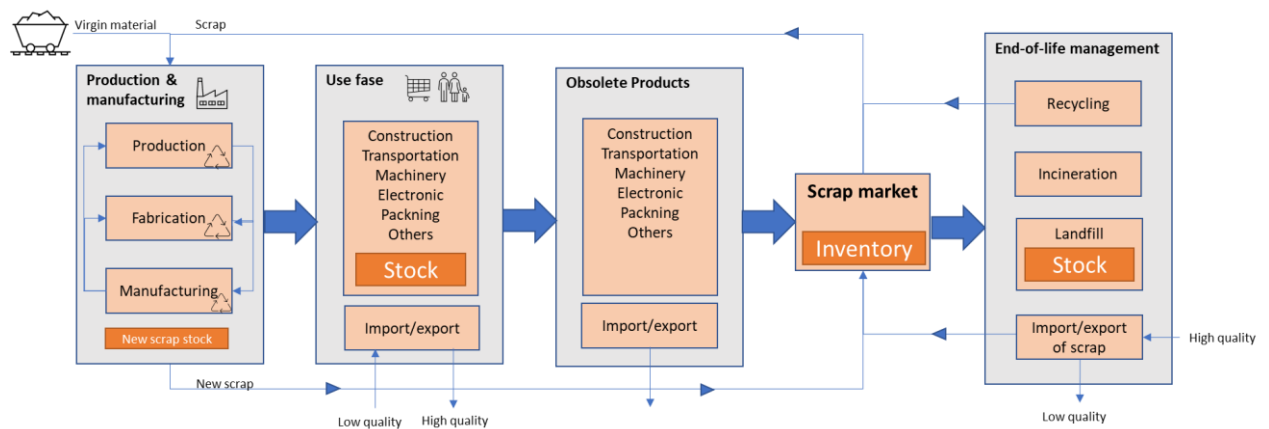 Virgin material
Scrap
Production &
manufacturing
Production
Fabrication
Manufacturing
New scrap stock
New scrap
Use fase
Construction
Transportation
Machinery
Electronic
Packning
Others
Stock
Import/export
Low quality
High quality
Obsolete Products
Construction
Transportation
Machinery
Electronic
Packning
Others
Import/export
Scrap market
Inventory
End-of-life management
Recycling
Incineration
Landfill
Stock
Import/export
of scrap
High quality
Low quality